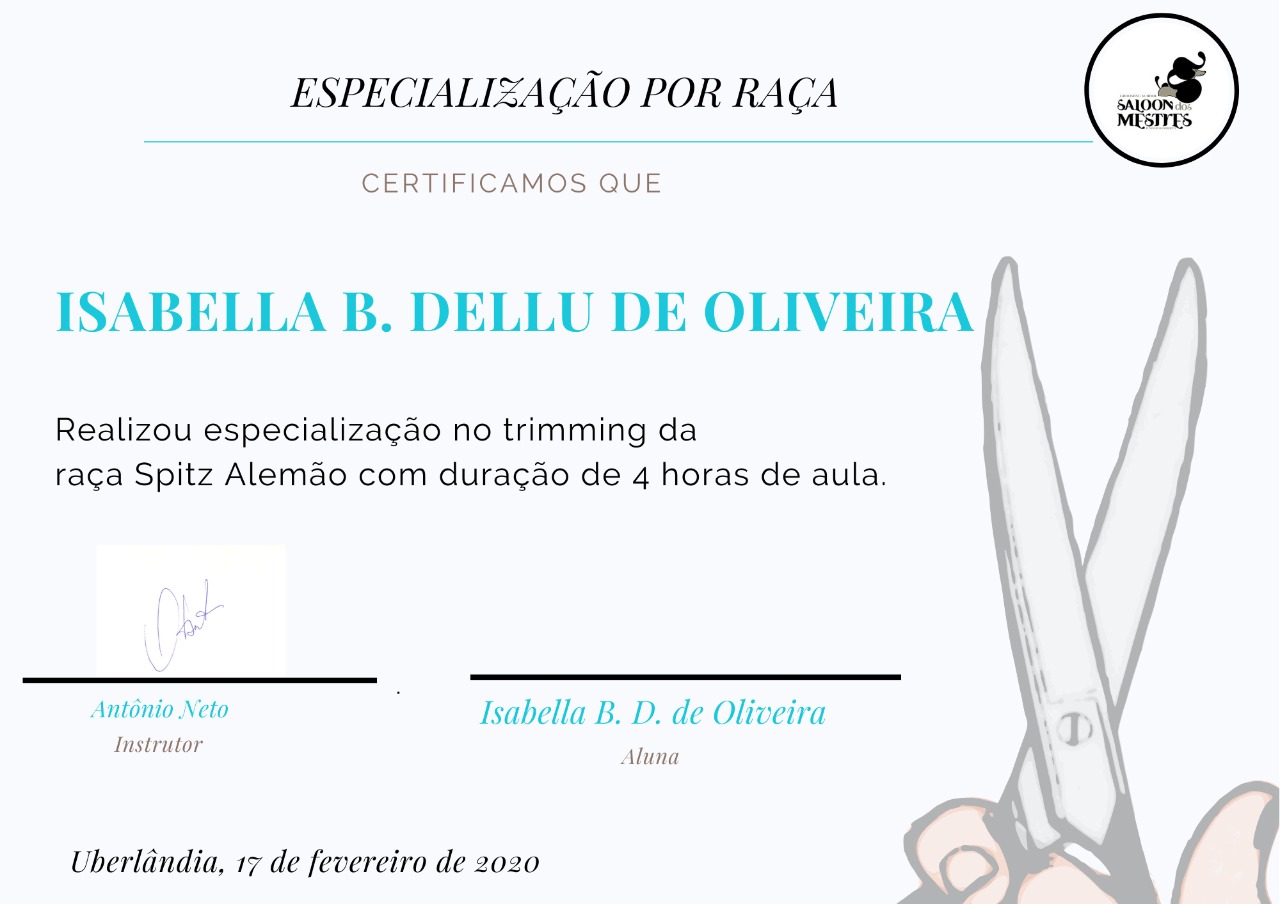 ESPECIALIZAÇÃO POR RAÇA
SALOON dos
MESTRES
CERTIFICAMOS QUE
ISABELLA B. DELLU DE OLIVEIRA
Realizou especialização no trimming da
raça Spitz Alemão com duração de 4 horas de aula.
.
Antônio Neto
Instrutor
Isabella B. D. de Oliveira
Aluna
Uberlândia, 17 de fevereiro de 2020